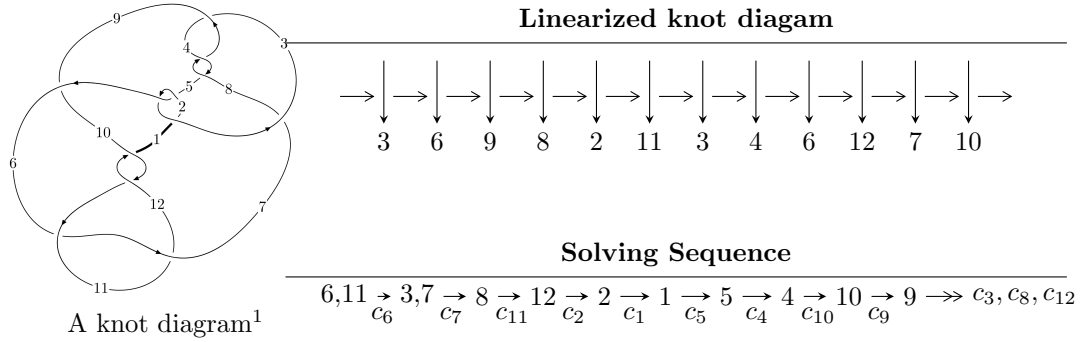 9
3
4
5
8
2
10
1
6
12
7
11
A knot diagram¹
Linearized knot diagam
3 6 9 8 2 11 3 4 6 12 7 10
Solving Sequence
6,11 → 3,7 → 8 → 12 → 2 → 1 → 5 → 4 → 10 → 9 →→ c₃, c₈, c₁₂
c₆ c₇ c₁₁ c₂ c₁ c₅ c₄ c₁₀ c₉